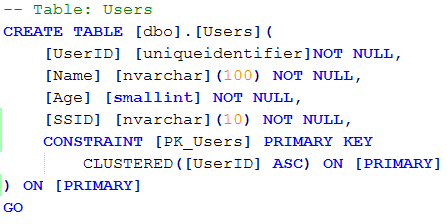 -- Table: Users
CREATE TABLE [dbo].[Users](
[UserID] [uniqueidentifier]NOT NULL,
[Name] [nvarchar](100) NOT NULL,
[Age] [smallint] NOT NULL,
[SSID] [nvarchar](10) NOT NULL,
CONSTRAINT [PK_Users] PRIMARY KEY
CLUSTERED([UserID] ASC) ON [PRIMARY]
) ON [PRIMARY]
GO